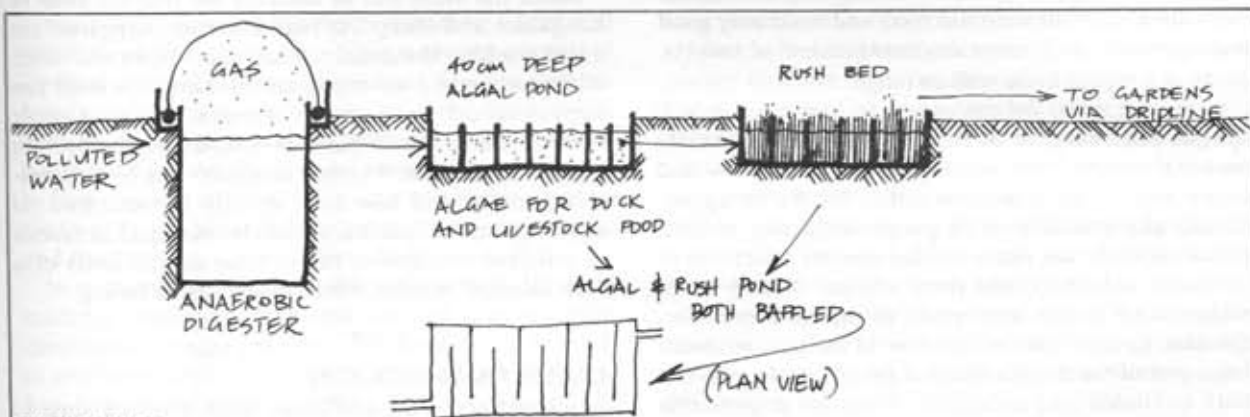 GAS
40CM DEEP
ALGAL POND
RUSH BED
TO GARDENS
VIA DRIPLINE
POLLUTED
WATER
ALGAE FOR DUCK
AND LIVESTOCK FOOD
ANAEROBIC
DIGESTER
ALGAL & RUSH POND
BOTH BAFFLED
(PLAN VIEW)